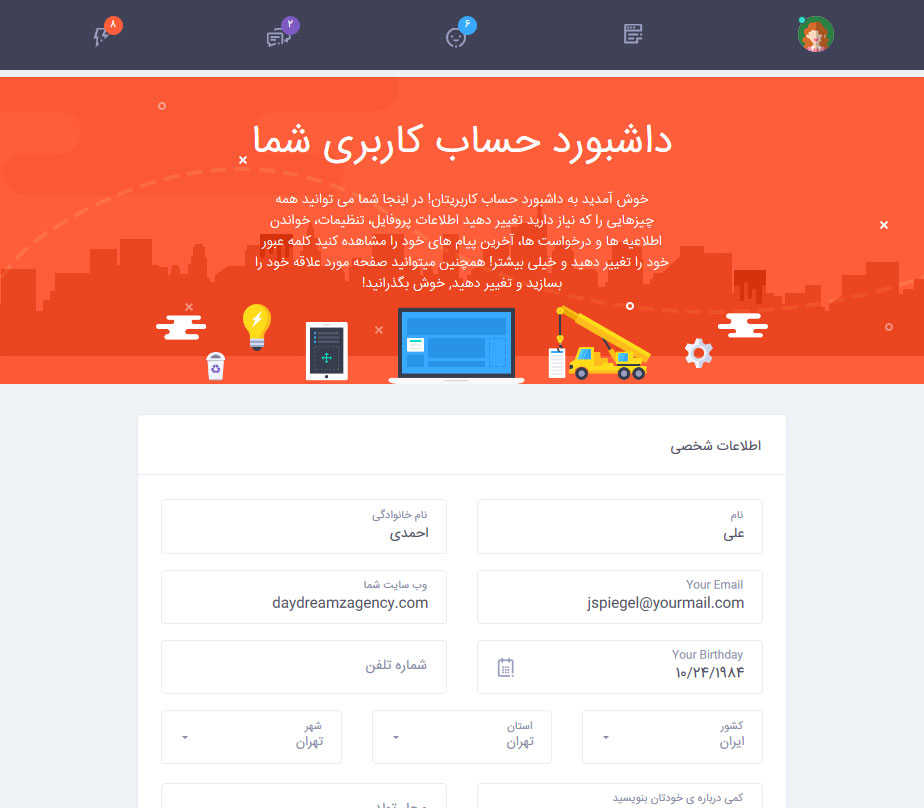 ۶
۲
۸
داشبورد حساب کاربری شما
خوش آمدید به داشبورد حساب کاربریتان! در اینجا شما می توانید همه
چیزهایی را که نیاز دارید تغییر دهید اطلاعات پروفایل، تنظیمات، خواندن
اطلاعیه ها و درخواست ها، آخرین پیام های خود را مشاهده کنید کلمه عبور
خود را تغییر دهید و خیلی بیشتر! همچنین میتوانید صفحه مورد علاقه خود را
بسازید و تغییر دهید, خوش بگذرانید!
اطلاعات شخصی
نام
علی
نام خانوادگی
احمدی
Your Email
jspiegel@yourmail.com
وب سایت شما
daydreamzagency.com
Your Birthday
۱۰/۲۴/۱۹۸۴
شماره تلفن
کشور
ایران
استان
تهران
شهر
تهران
کمی درباره ی خودتان بنویسید